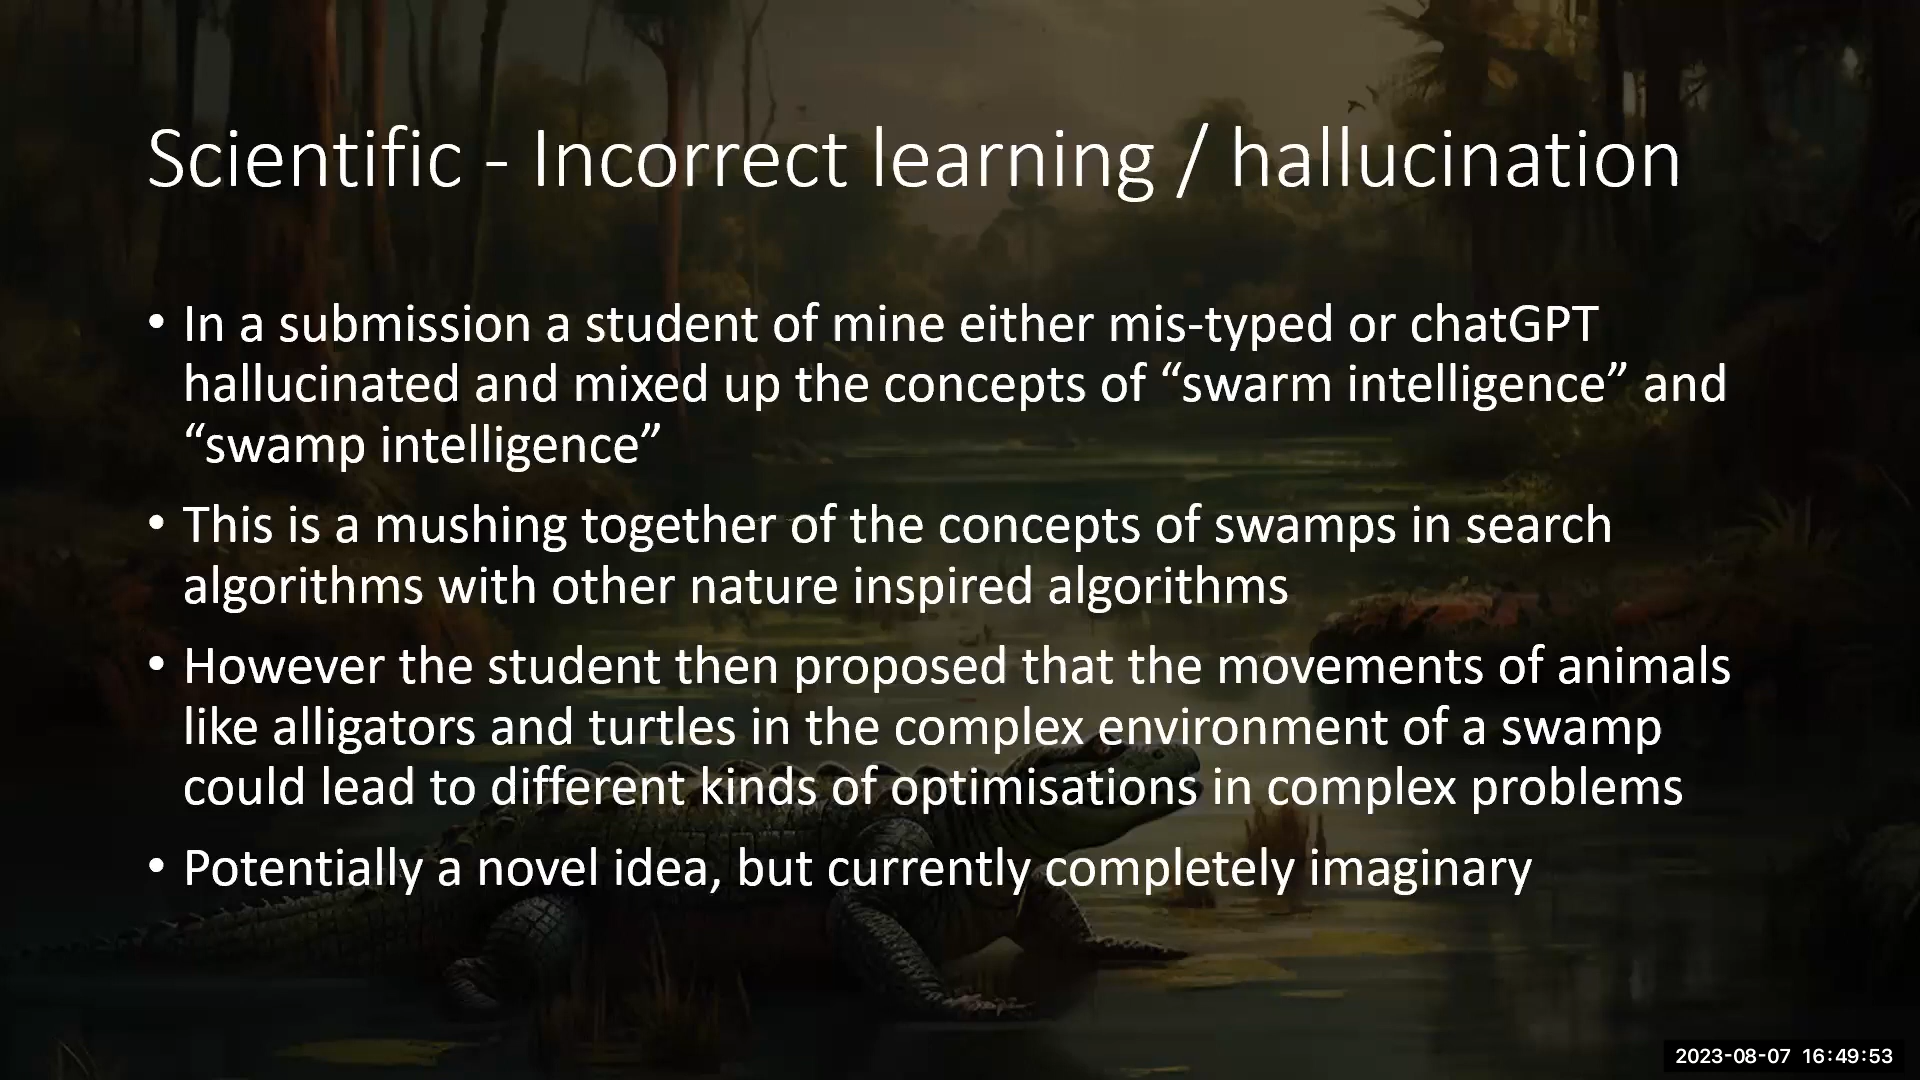 Scientific - Incorrect learning / hallucination
• In a submission a student of mine either mis-typed or chatGPT
hallucinated and mixed up the concepts of “swarm intelligence” and
“swamp intelligence”
• This is a mushing together of the concepts of swamps in search
algorithms with other nature inspired algorithms
• However the student then proposed that the movements of animals
like alligators and turtles in the complex environment of a swamp
could lead to different kinds of optimisations in complex problems
• Potentially a novel idea, but currently completely imaginary
2023-08-07 16:49:53